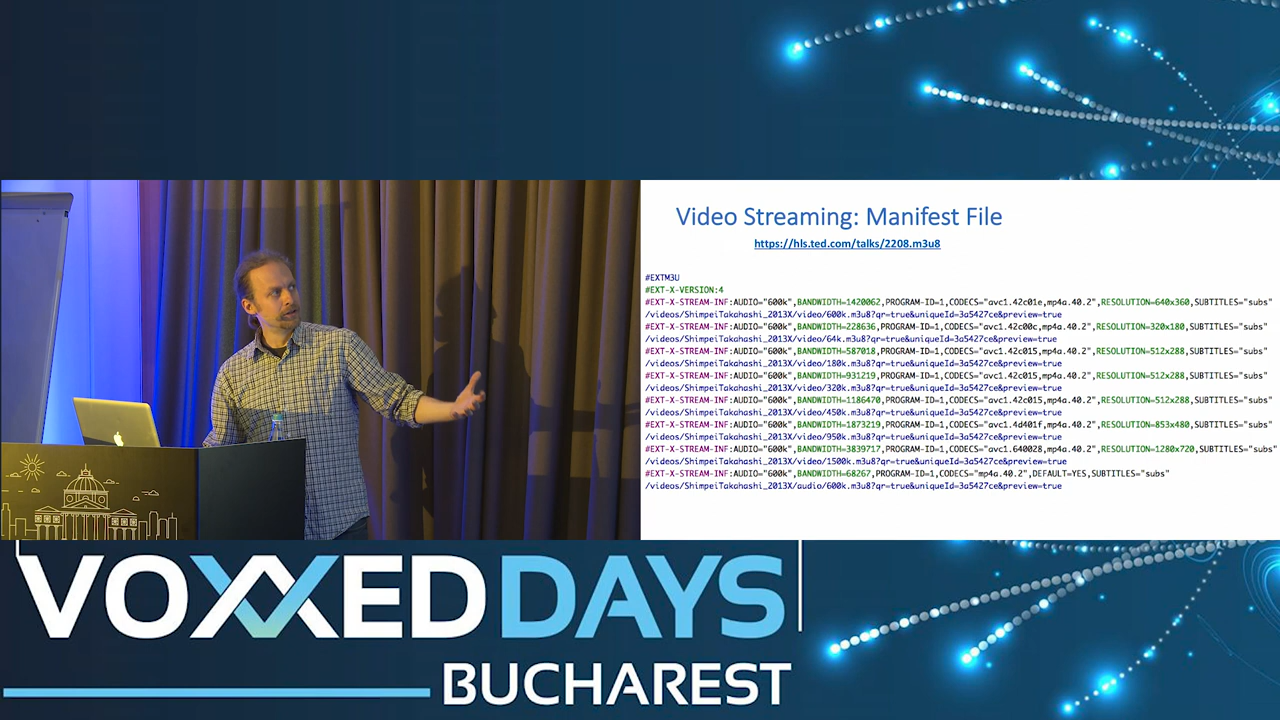 Video Streaming: Manifest File
https://hls.ted.com/talks/2208.m3u8
#EXTM3U
#EXT-X-VERSION:4
#EXT-X-STREAM-INF:AUDIO="600k",BANDWIDTH=1420062,PROGRAM-ID=1,CODECS="avc1.42c01e,mp4a.40.2",RESOLUTION=640x360,SUBTITLES="subs"
/videos/ShimpeiTakahashi_2013X/video/600k.m3u8?qr=true&uniqueId=3a5427ce&preview=true
#EXT-X-STREAM-INF:AUDIO="600k",BANDWIDTH=228636,PROGRAM-ID=1,CODECS="avc1.42c00c,mp4a.40.2",RESOLUTION=320x180,SUBTITLES="subs"
/videos/ShimpeiTakahashi_2013X/video/64k.m3u8?qr=true&uniqueId=3a5427ce&preview=true
#EXT-X-STREAM-INF:AUDIO="600k",BANDWIDTH=587018,PROGRAM-ID=1,CODECS="avc1.42c015,mp4a.40.2",RESOLUTION=512x288,SUBTITLES="subs"
/videos/ShimpeiTakahashi_2013X/video/180k.m3u8?qr=true&uniqueId=3a5427ce&preview=true
#EXT-X-STREAM-INF:AUDIO="600k",BANDWIDTH=931219,PROGRAM-ID=1,CODECS="avc1.42c015,mp4a.40.2",RESOLUTION=512x288,SUBTITLES="subs"
/videos/ShimpeiTakahashi_2013X/video/320k.m3u8?qr=true&uniqueId=3a5427ce&preview=true
#EXT-X-STREAM-INF:AUDIO="600k",BANDWIDTH=1186470,PROGRAM-ID=1,CODECS="avc1.42c015,mp4a.40.2",RESOLUTION=512x288,SUBTITLES="subs"
/videos/ShimpeiTakahashi_2013X/video/450k.m3u8?qr=true&uniqueId=3a5427ce&preview=true
#EXT-X-STREAM-INF:AUDIO="600k",BANDWIDTH=1873219,PROGRAM-ID=1,CODECS="avc1.4d401f,mp4a.40.2",RESOLUTION=853x480,SUBTITLES="subs"
/videos/ShimpeiTakahashi_2013X/video/950k.m3u8?qr=true&uniqueId=3a5427ce&preview=true
#EXT-X-STREAM-INF:AUDIO="600k",BANDWIDTH=3839717,PROGRAM-ID=1,CODECS="avc1.640028,mp4a.40.2",RESOLUTION=1280x720,SUBTITLES="subs"
/videos/ShimpeiTakahashi_2013X/video/1500k.m3u8?qr=true&uniqueId=3a5427ce&preview=true
#EXT-X-STREAM-INF:AUDIO="600k",BANDWIDTH=68267,PROGRAM-ID=1,CODECS="mp4a.40.2",DEFAULT=YES,SUBTITLES="subs"
/videos/ShimpeiTakahashi_2013X/audio/600k.m3u8?qr=true&uniqueId=3a5427ce&preview=true
VOXXED DAYS
BUCHAREST